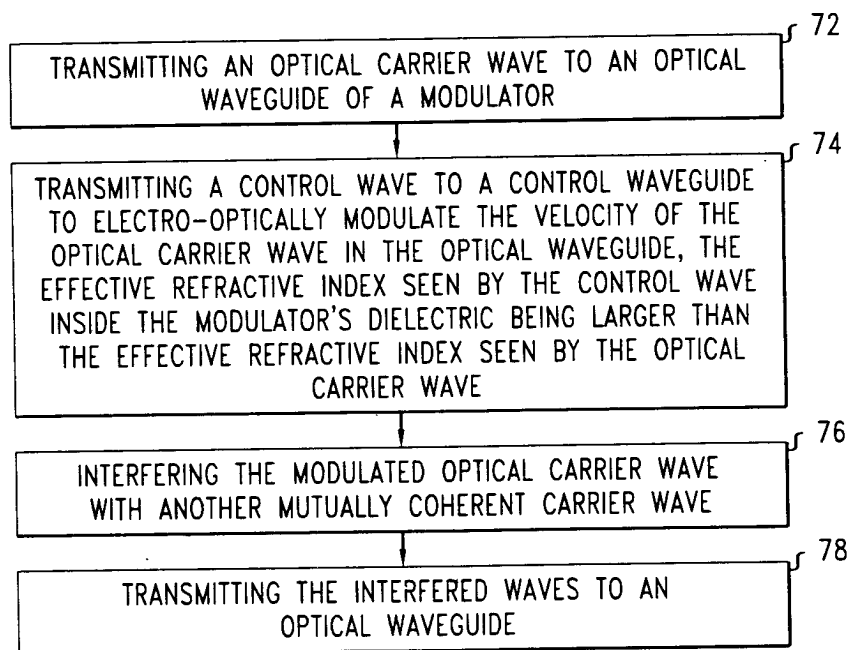 72
TRANSMITTING AN OPTICAL CARRIER WAVE TO AN OPTICAL
WAVEGUIDE OF A MODULATOR
74
TRANSMITTING A CONTROL WAVE TO A CONTROL WAVEGUIDE
TO ELECTRO-OPTICALLY MODULATE THE VELOCITY OF THE
OPTICAL CARRIER WAVE IN THE OPTICAL WAVEGUIDE, THE
EFFECTIVE REFRACTIVE INDEX SEEN BY THE CONTROL WAVE
INSIDE THE MODULATOR'S DIELECTRIC BEING LARGER THAN
THE EFFECTIVE REFRACTIVE INDEX SEEN BY THE OPTICAL
CARRIER WAVE
76
INTERFERING THE MODULATED OPTICAL CARRIER WAVE
WITH ANOTHER MUTUALLY COHERENT CARRIER WAVE
78
TRANSMITTING THE INTERFERED WAVES TO AN
OPTICAL WAVEGUIDE